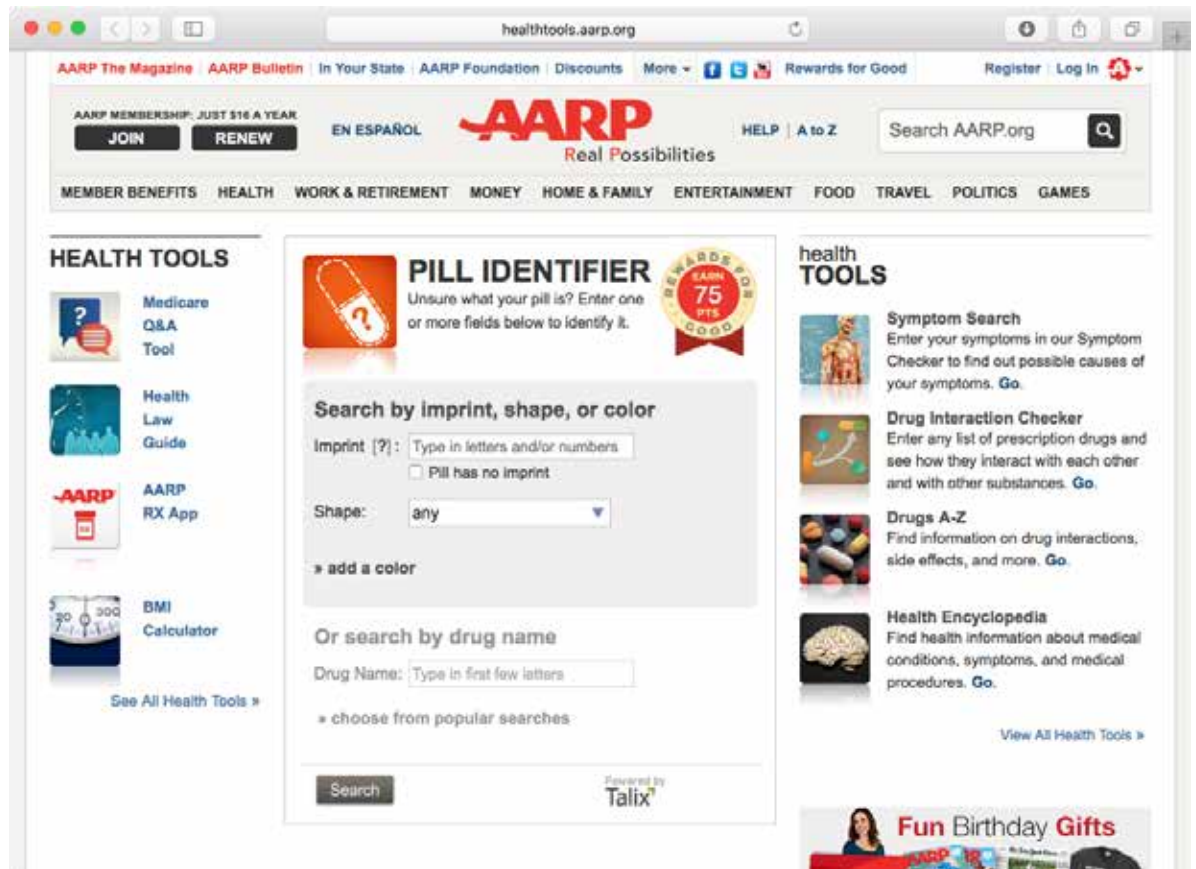 healthtools.aarp.org
AARP The Magazine AARP Bulletin In Your State AARP Foundation Discounts More Rewards for Good Register Log In
AARP MEMBERSHIP: JUST $16 A YEAR
JOIN RENEW
EN ESPAÑOL
AARP
Real Possibilities
HELP | A to Z
Search AARP.org
MEMBER BENEFITS HEALTH WORK & RETIREMENT MONEY HOME & FAMILY ENTERTAINMENT FOOD TRAVEL POLITICS GAMES
HEALTH TOOLS
Medicare
Q&A
Tool
Health
Law
Guide
AARP
AARP
RX App
BMI
Calculator
See All Health Tools »
PILL IDENTIFIER
Unsure what your pill is? Enter one
or more fields below to identify it.
REWARDS FOR
EARN
75
PTS
GOOD
Search by imprint, shape, or color
Imprint [?] : Type in letters and/or numbers
Pill has no imprint
Shape: any
» add a color
Or search by drug name
Drug Name: Type in first few letters
» choose from popular searches
Search
Powered by
Talix
health
TOOLS
Symptom Search
Enter your symptoms in our Symptom
Checker to find out possible causes of
your symptoms. Go.
Drug Interaction Checker
Enter any list of prescription drugs and
see how they interact with each other
and with other substances. Go.
Drugs A-Z
Find information on drug interactions,
side effects, and more. Go.
Health Encyclopedia
Find health information about medical
conditions, symptoms, and medical
procedures. Go.
View All Health Tools »
Fun Birthday Gifts
AARP